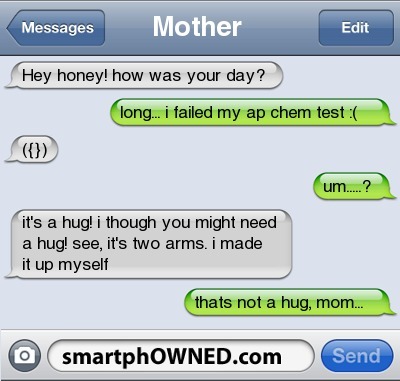 Messages
Mother
Edit
Hey honey! how was your day?
long... i failed my ap chem test :(
({})
um.....?
it's a hug! i though you might need
a hug! see, it's two arms. i made
it up myself
thats not a hug, mom...
smartphOWNED.com
Send